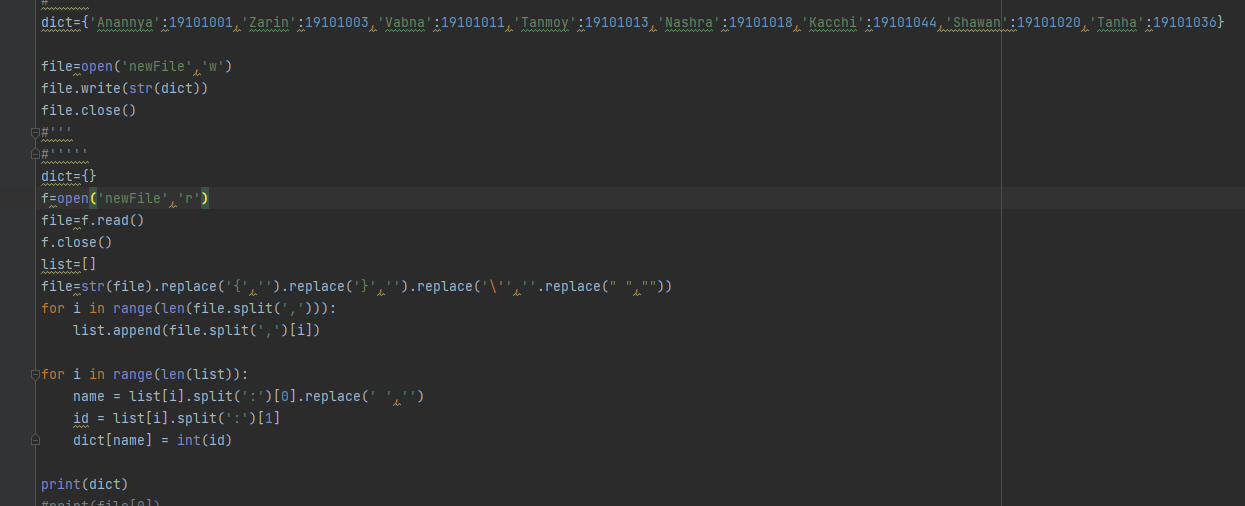 #
dict={'Anannya':19101001,'Zarin':19101003,'Vabna':19101011,'Tanmoy':19101013,'Nashra':19101018,'Kacchi':19101044,'Shawan':19101020,'Tanha':19101036}
file=open('newFile','w')
file.write(str(dict))
file.close()
#'''
#'''''
dict={}
f=open('newFile','r')
file=f.read()
f.close()
list=[]
file=str(file).replace('{','').replace('}','').replace('\'',''.replace(" ",""))
for i in range(len(file.split(','))):
    list.append(file.split(',')[i])
for i in range(len(list)):
    name = list[i].split(':')[0].replace(' ','')
    id = list[i].split(':')[1]
    dict[name] = int(id)
print(dict)
#print(file[0])